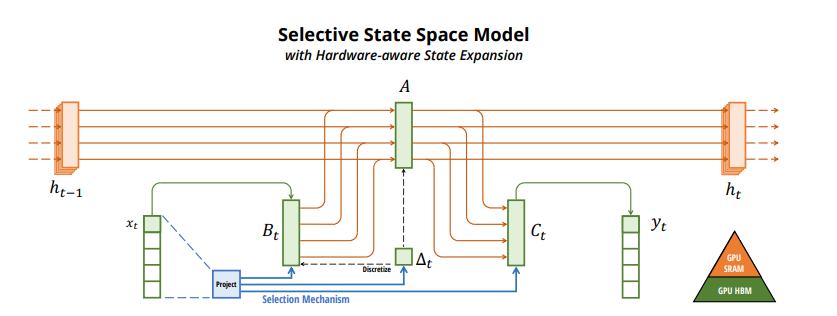 Selective State Space Model
with Hardware-aware State Expansion
A
h_{t−1}
h_t
x_t
B_t
C_t
y_t
Δ_t
Discretize
Project
Selection Mechanism
GPU
SRAM
GPU HBM